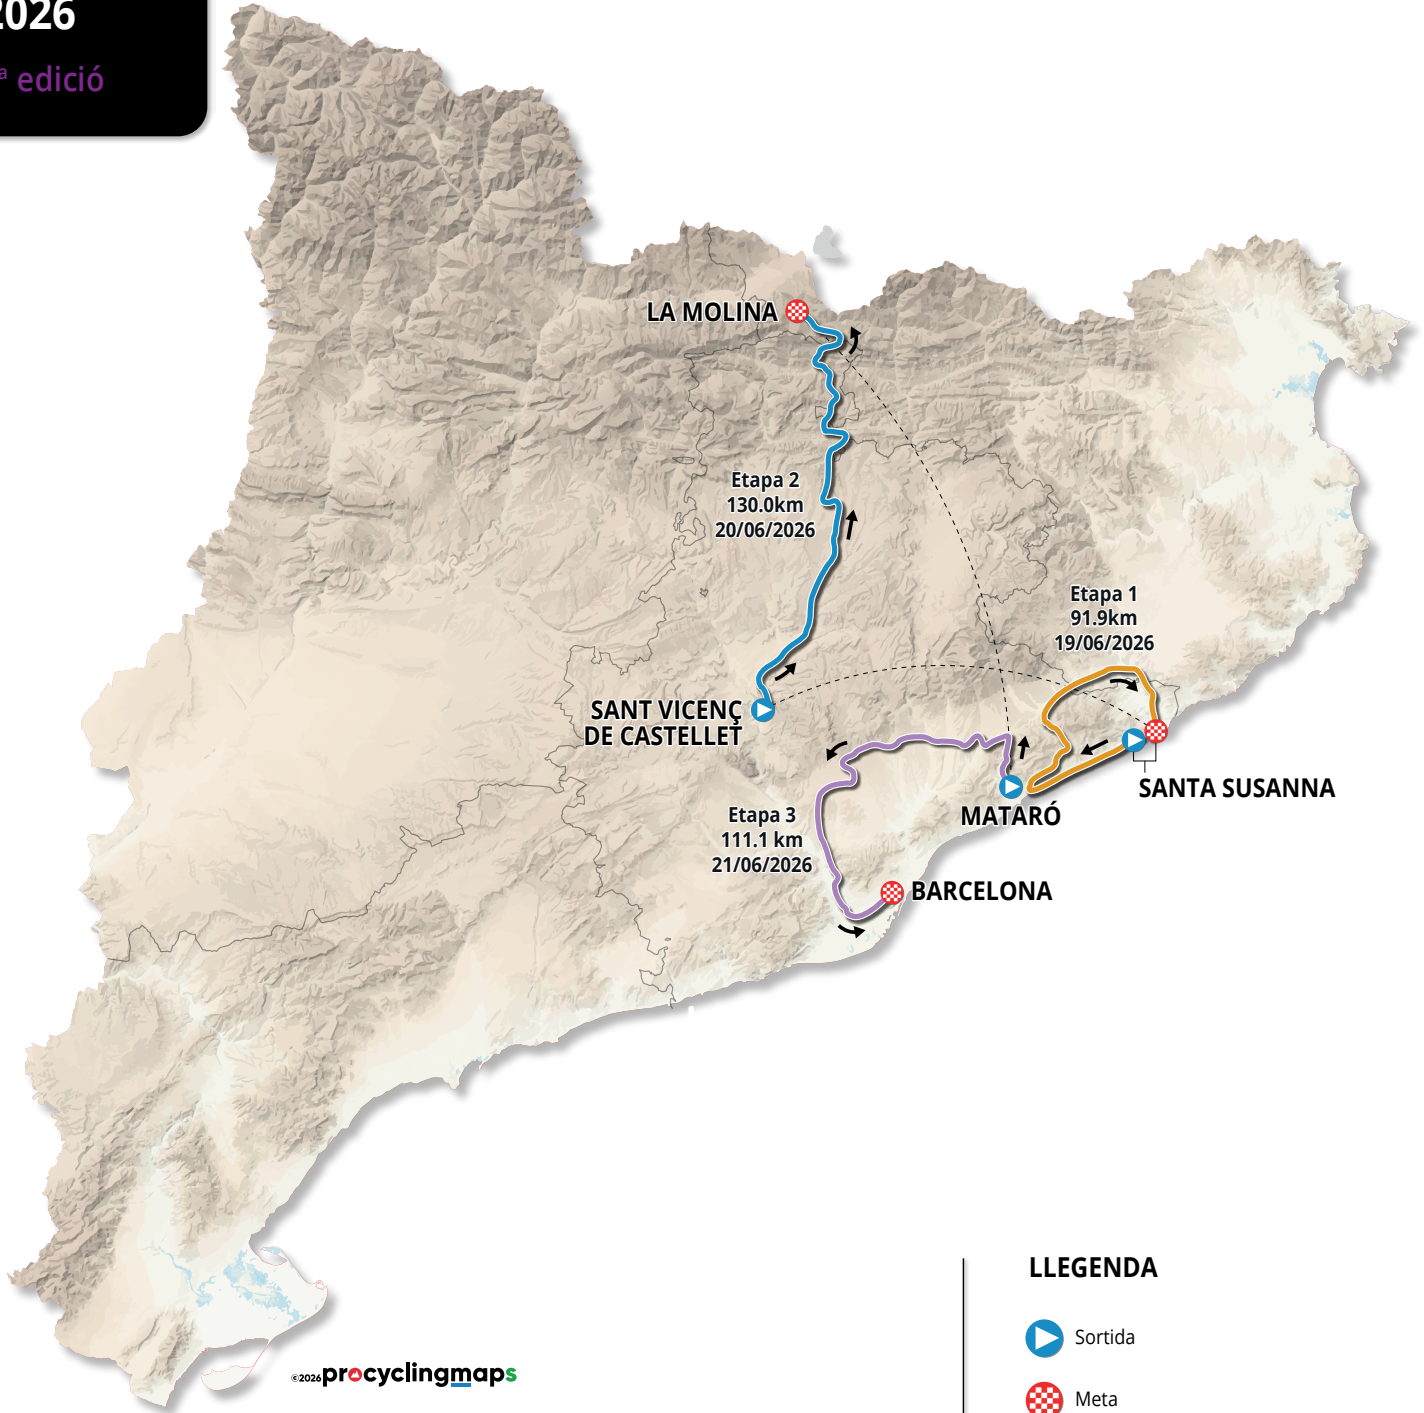 2026
ª edició
LA MOLINA
Etapa 2
130.0km
20/06/2026
Etapa 1
91.9km
19/06/2026
SANT VICENÇ
DE CASTELLET
SANTA SUSANNA
MATARÓ
Etapa 3
111.1 km
21/06/2026
BARCELONA
LLEGENDA
Sortida
Meta
©2026 procyclingmaps